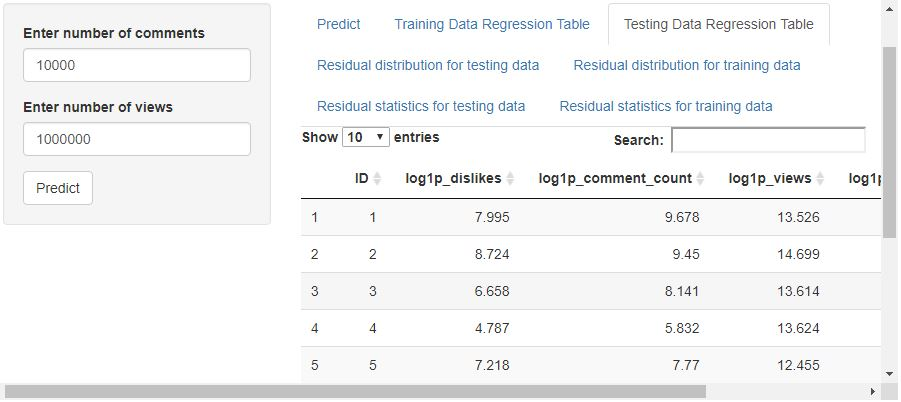 Enter number of comments
10000
Enter number of views
1000000
Predict
Predict Training Data Regression Table Testing Data Regression Table
Residual distribution for testing data Residual distribution for training data
Residual statistics for testing data Residual statistics for training data
Show 10 entries Search:
ID log1p_dislikes log1p_comment_count log1p_views log1p
1 1 7.995 9.678 13.526
2 2 8.724 9.45 14.699
3 3 6.658 8.141 13.614
4 4 4.787 5.832 13.624
5 5 7.218 7.77 12.455